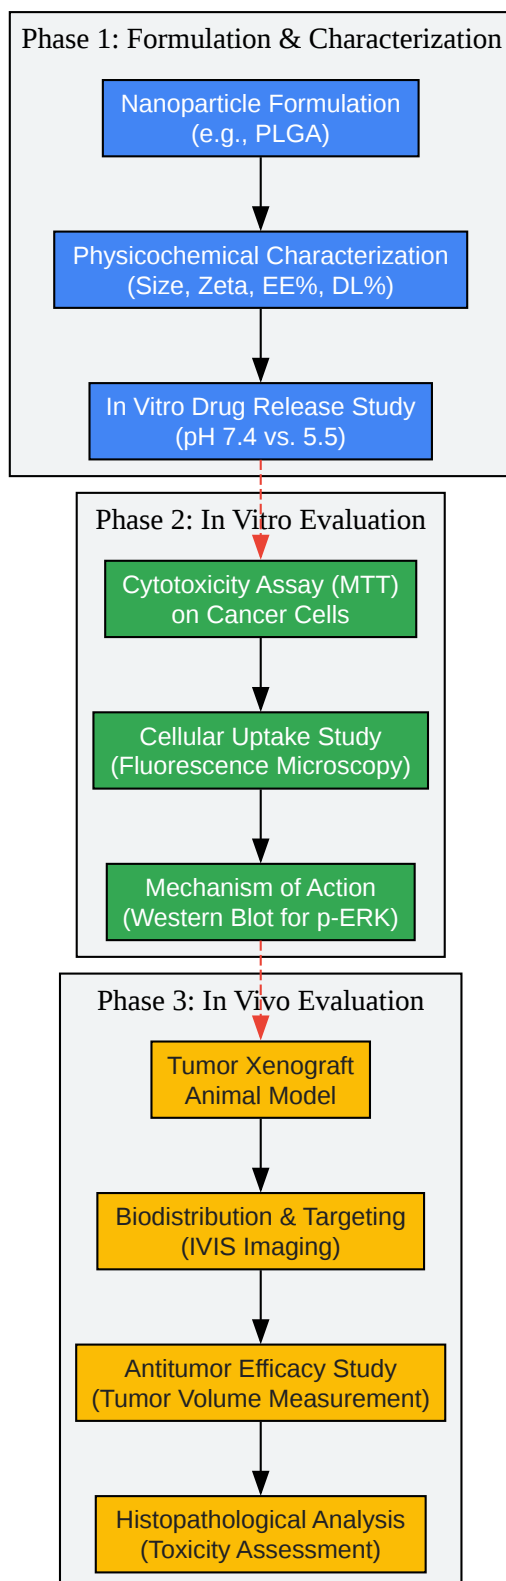 Phase 1: Formulation & Characterization
Nanoparticle Formulation
(e.g., PLGA)
Physicochemical Characterization
(Size, Zeta, EE%, DL%)
In Vitro Drug Release Study
(pH 7.4 vs. 5.5)
Phase 2: In Vitro Evaluation
Cytotoxicity Assay (MTT)
on Cancer Cells
Cellular Uptake Study
(Fluorescence Microscopy)
Mechanism of Action
(Western Blot for p-ERK)
Phase 3: In Vivo Evaluation
Tumor Xenograft
Animal Model
Biodistribution & Targeting
(IVIS Imaging)
Antitumor Efficacy Study
(Tumor Volume Measurement)
Histopathological Analysis
(Toxicity Assessment)